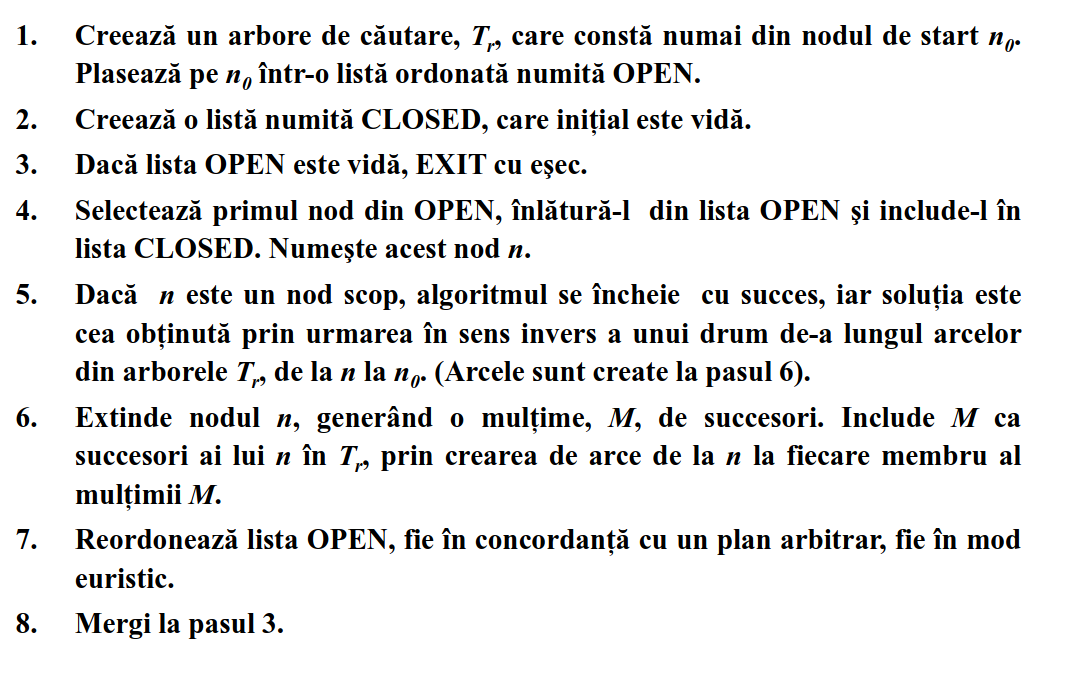 1. Creează un arbore de căutare, Tr, care constă numai din nodul de start n0.
Plasează pe n0 într-o listă ordonată numită OPEN.
2. Creează o listă numită CLOSED, care inițial este vidă.
3. Dacă lista OPEN este vidă, EXIT cu eşec.
4. Selectează primul nod din OPEN, înlătură-l din lista OPEN şi include-l în
lista CLOSED. Numeşte acest nod n.
5. Dacă n este un nod scop, algoritmul se încheie cu succes, iar soluția este
cea obținută prin urmarea în sens invers a unui drum de-a lungul arcelor
din arborele Tr, de la n la n0. (Arcele sunt create la pasul 6).
6. Extinde nodul n, generând o mulțime, M, de succesori. Include M ca
succesori ai lui n în Tr, prin crearea de arce de la n la fiecare membru al
mulțimii M.
7. Reordonează lista OPEN, fie în concordanță cu un plan arbitrar, fie în mod
euristic.
8. Mergi la pasul 3.